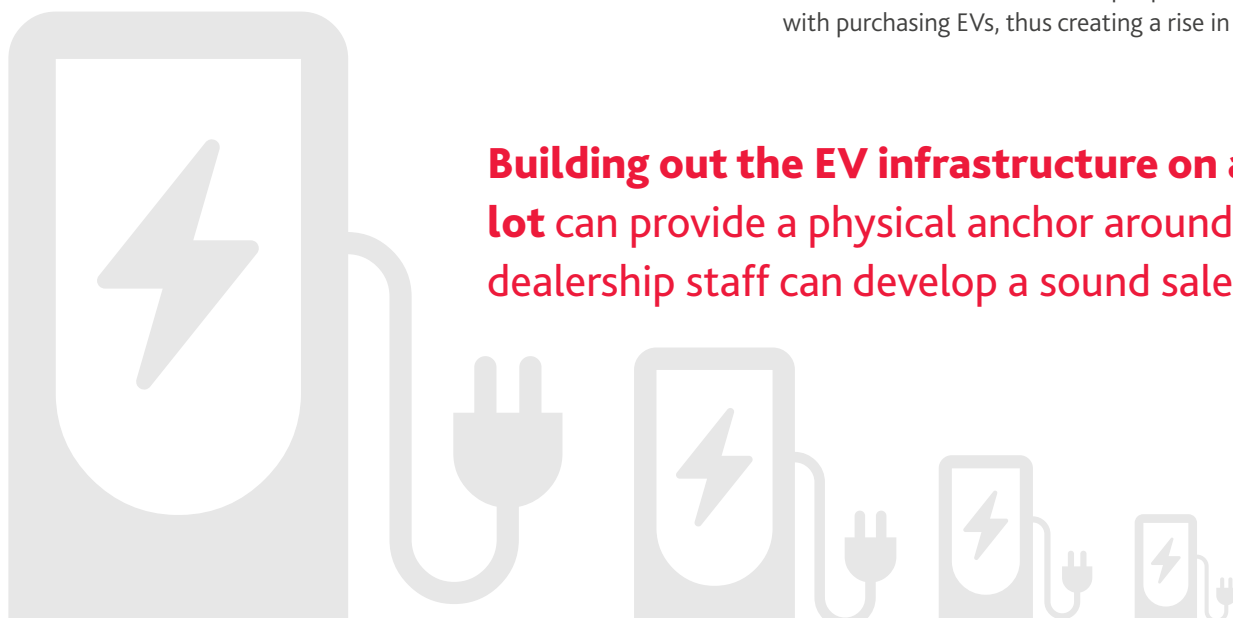 with purchasing EVs, thus creating a rise in
Building out the EV infrastructure on
lot can provide a physical anchor around
dealership staff can develop a sound sale